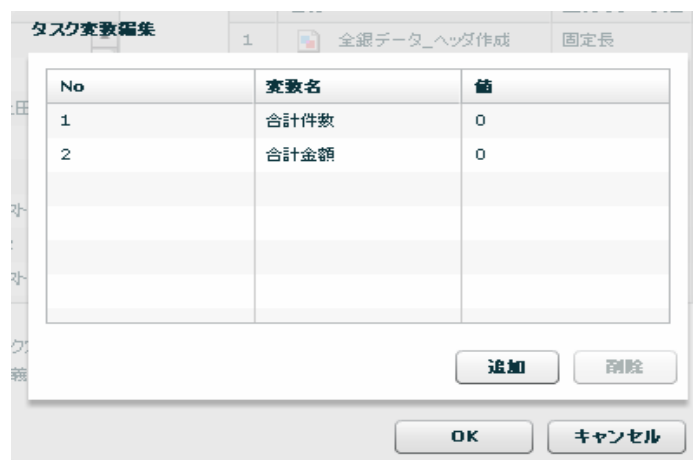 タスク変数編集
1 全銀データ_ヘッダ作成 固定長
No 変数名 値
1 合計件数 0
2 合計金額 0
追加 削除
OK キャンセル